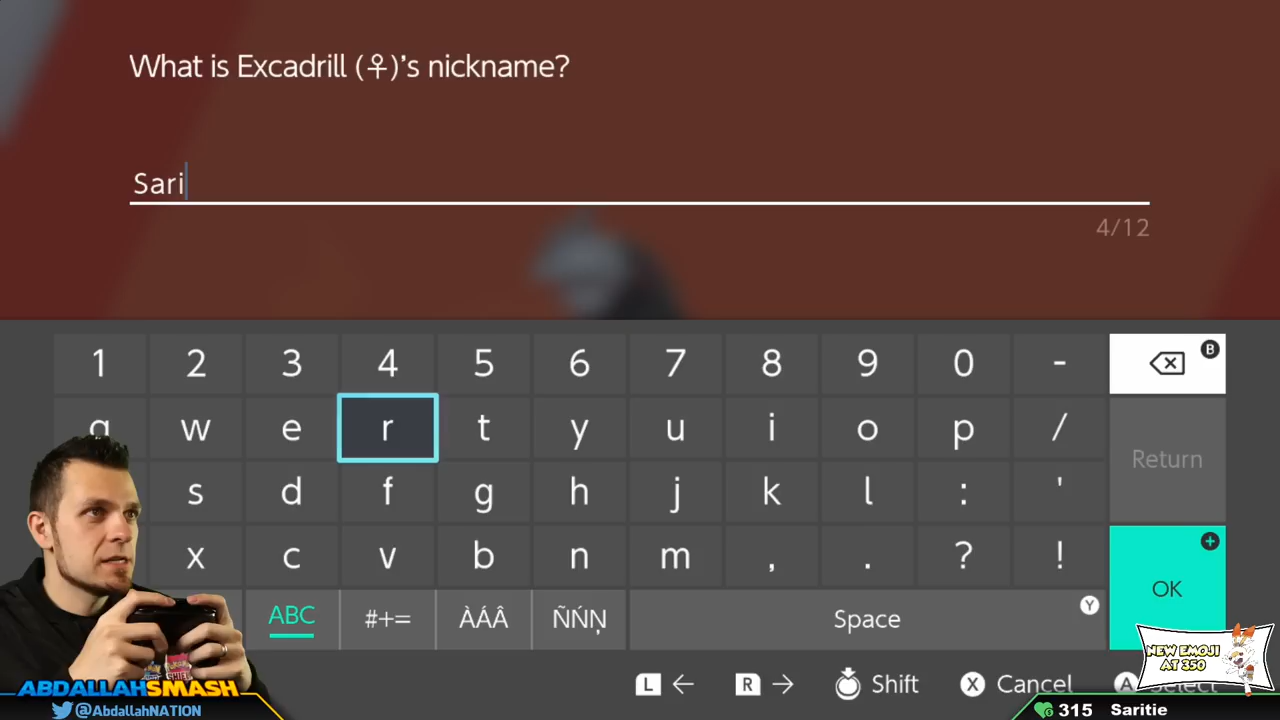 What is Excadrill (♀)'s nickname?
Sari
4/12
1 2 3 4 5 6 7 8 9 0 - B
q w e r t y u i o p /
Return
s d f g h j k l : '
x c v b n m , . ? ! +
OK
ABC #+= ÀÁÂ ÑŃŅ Space Y
L ← R → Shift X Cancel A Select
NEW EMOJI
AT 350
ABDALLAHSMASH
@AbdallahNATION
315 Saritie